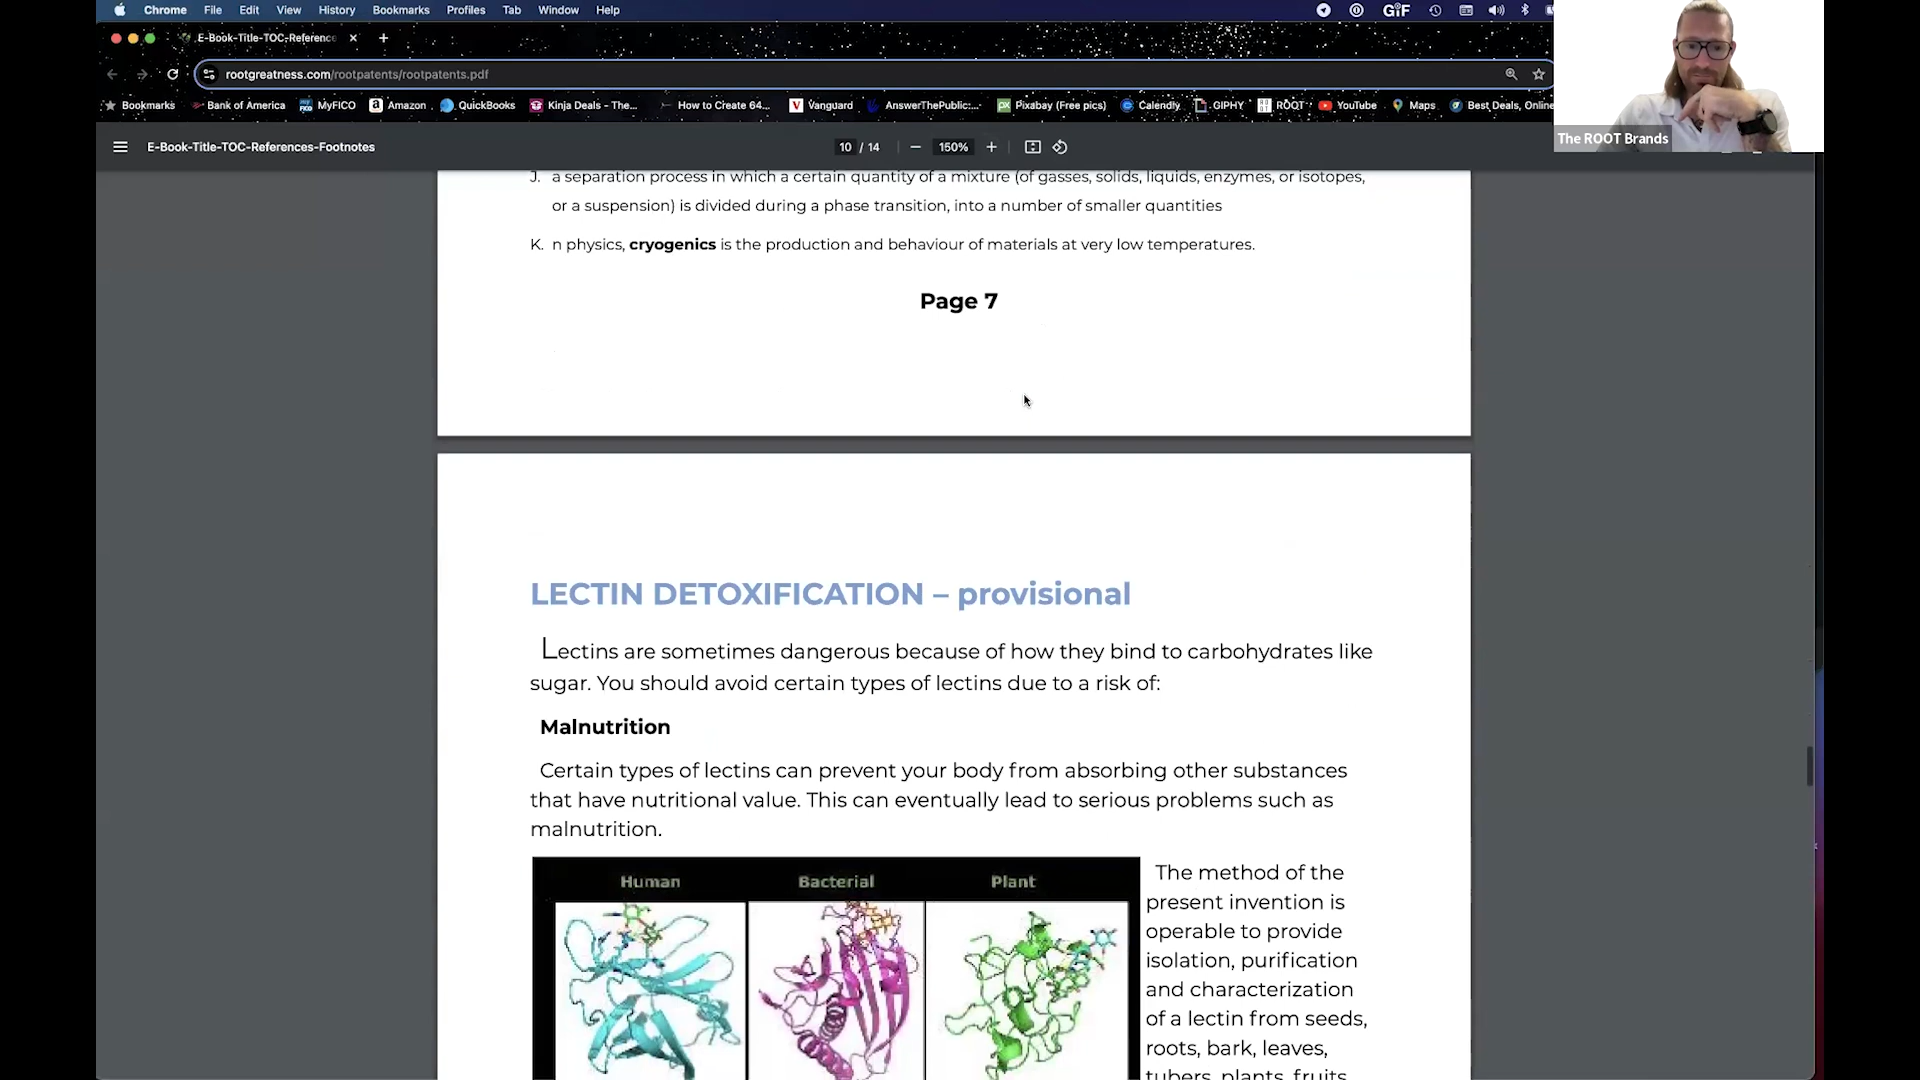 Chrome File Edit View History Bookmarks Profiles Tab Window Help GIF
E-Book-Title-TOC-Reference
rootgreatness.com/rootpatents/rootpatents.pdf
Bookmarks Bank of America MyFICO Amazon QuickBooks Kinja Deals - The... How to Create 64... Vanguard AnswerThePublic:... Pixabay (Free pics) Calendly GIPHY ROOT YouTube Maps Best Deals, Online
The ROOT Brands
E-Book-Title-TOC-References-Footnotes 10 / 14 150%
J. a separation process in which a certain quantity of a mixture (of gasses, solids, liquids, enzymes, or isotopes,
or a suspension) is divided during a phase transition, into a number of smaller quantities
K. n physics, cryogenics is the production and behaviour of materials at very low temperatures.
Page 7
LECTIN DETOXIFICATION – provisional
Lectins are sometimes dangerous because of how they bind to carbohydrates like
sugar. You should avoid certain types of lectins due to a risk of:
Malnutrition
Certain types of lectins can prevent your body from absorbing other substances
that have nutritional value. This can eventually lead to serious problems such as
malnutrition.
Human Bacterial Plant
The method of the
present invention is
operable to provide
isolation, purification
and characterization
of a lectin from seeds,
roots, bark, leaves,
tubers, plants, fruits